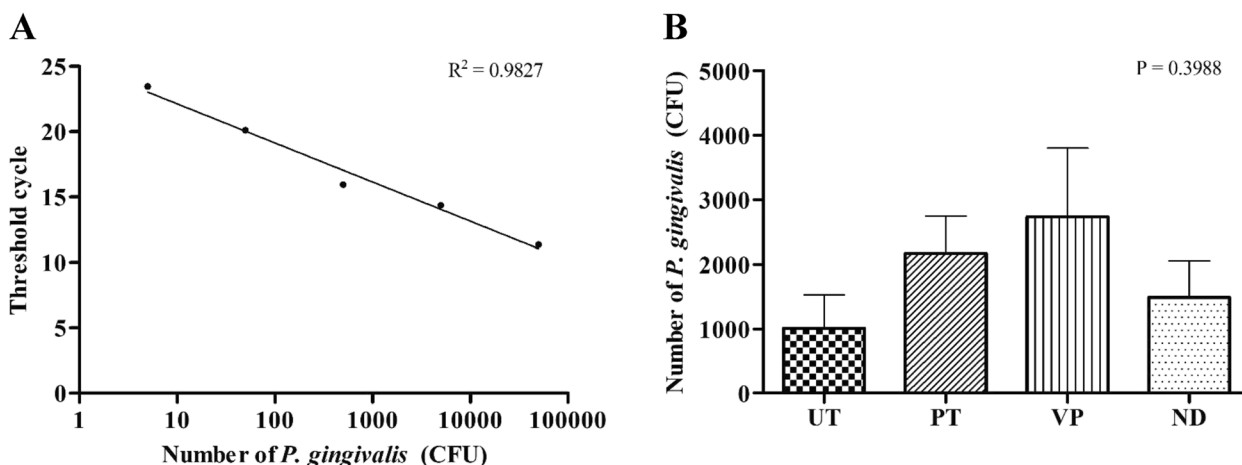 A
R² = 0.9827
Threshold cycle
25
20
15
10
5
0
1
10
100
1000
10000
100000
Number of P. gingivalis (CFU)
B
P = 0.3988
Number of P. gingivalis (CFU)
5000
4000
3000
2000
1000
0
UT
PT
VP
ND